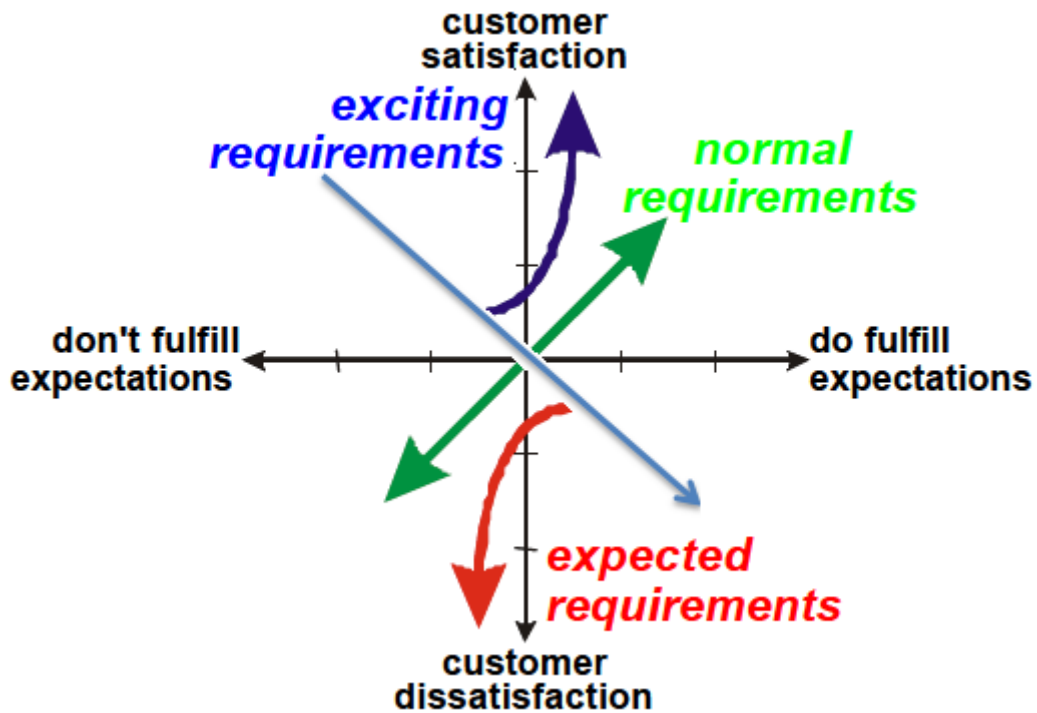 customer
satisfaction
exciting
requirements
normal
requirements
don't fulfill
expectations
do fulfill
expectations
expected
requirements
customer
dissatisfaction